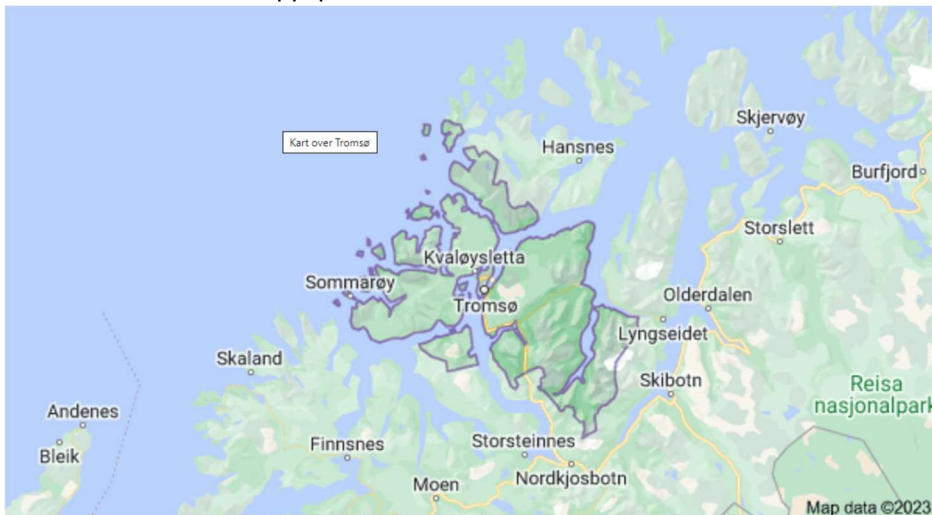 Skjervøy
Kart over Tromsø
Hansnes
Burfjord
Storslett
Kvaløysletta
Sommarøy
Olderdalen
Tromsø
Lyngseidet
Skaland
Skibotn
Reisa
nasjonalpark
Andenes
Finnsnes
Storsteinnes
Bleik
Nordkjosbotn
Moen
Map data ©2023